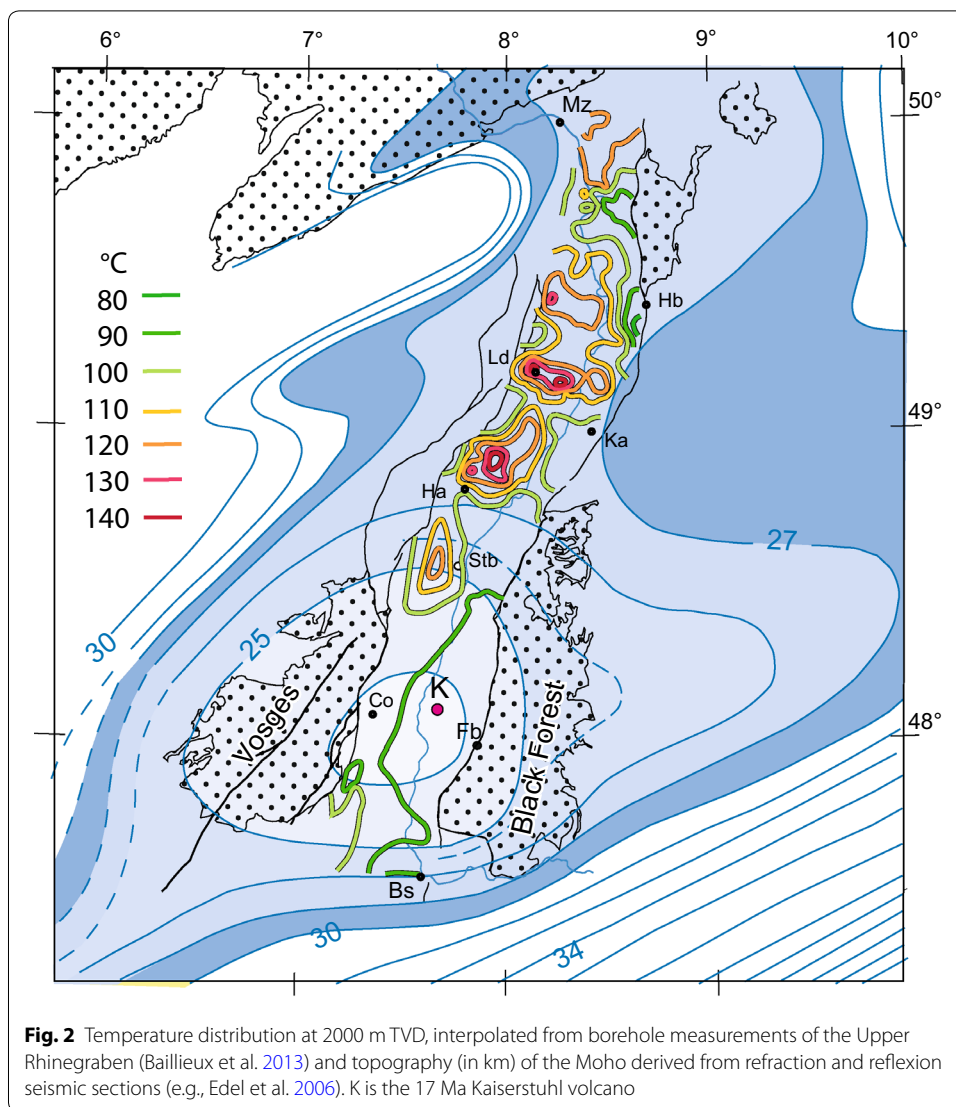 6° 7° 8° 9° 10°
50°
Mz
°C
80
90
100
110
120
130
140
Hb
Ld
49°
Ka
Ha
27
Stb
30
25
K
Co
Fb
48°
Vosges
Black Forest
Bs
30
34
7° 8° 9°
Fig. 2 Temperature distribution at 2000 m TVD, interpolated from borehole measurements of the Upper
Rhinegraben (Baillieux et al. 2013) and topography (in km) of the Moho derived from refraction and reflexion
seismic sections (e.g., Edel et al. 2006). K is the 17 Ma Kaiserstuhl volcano